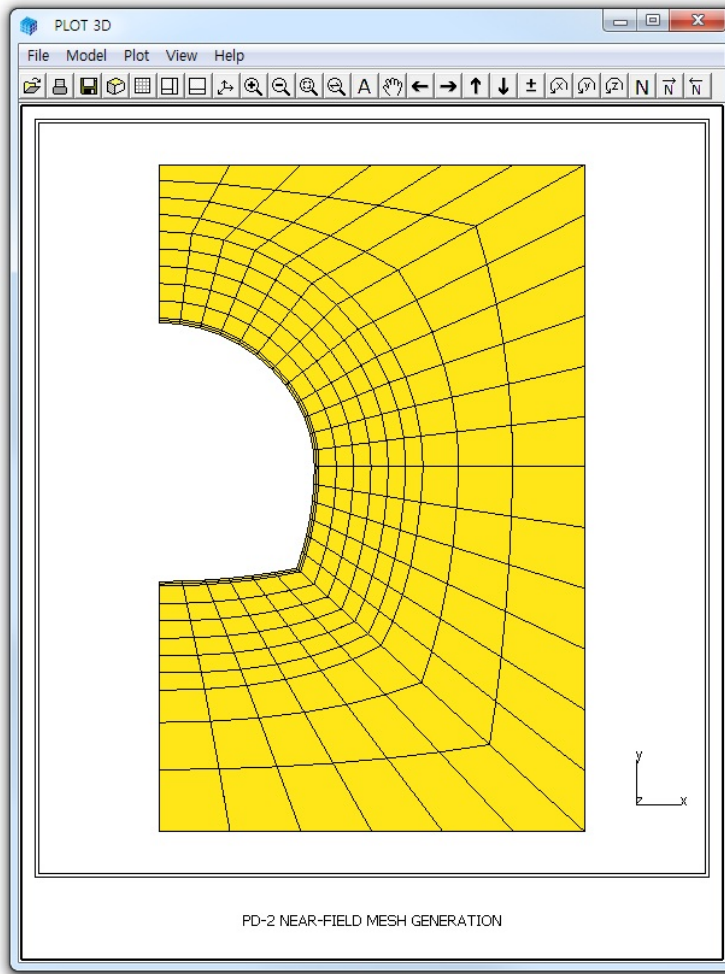 PLOT 3D
File Model Plot View Help
A ± x y z N N N
y
z x
PD-2 NEAR-FIELD MESH GENERATION